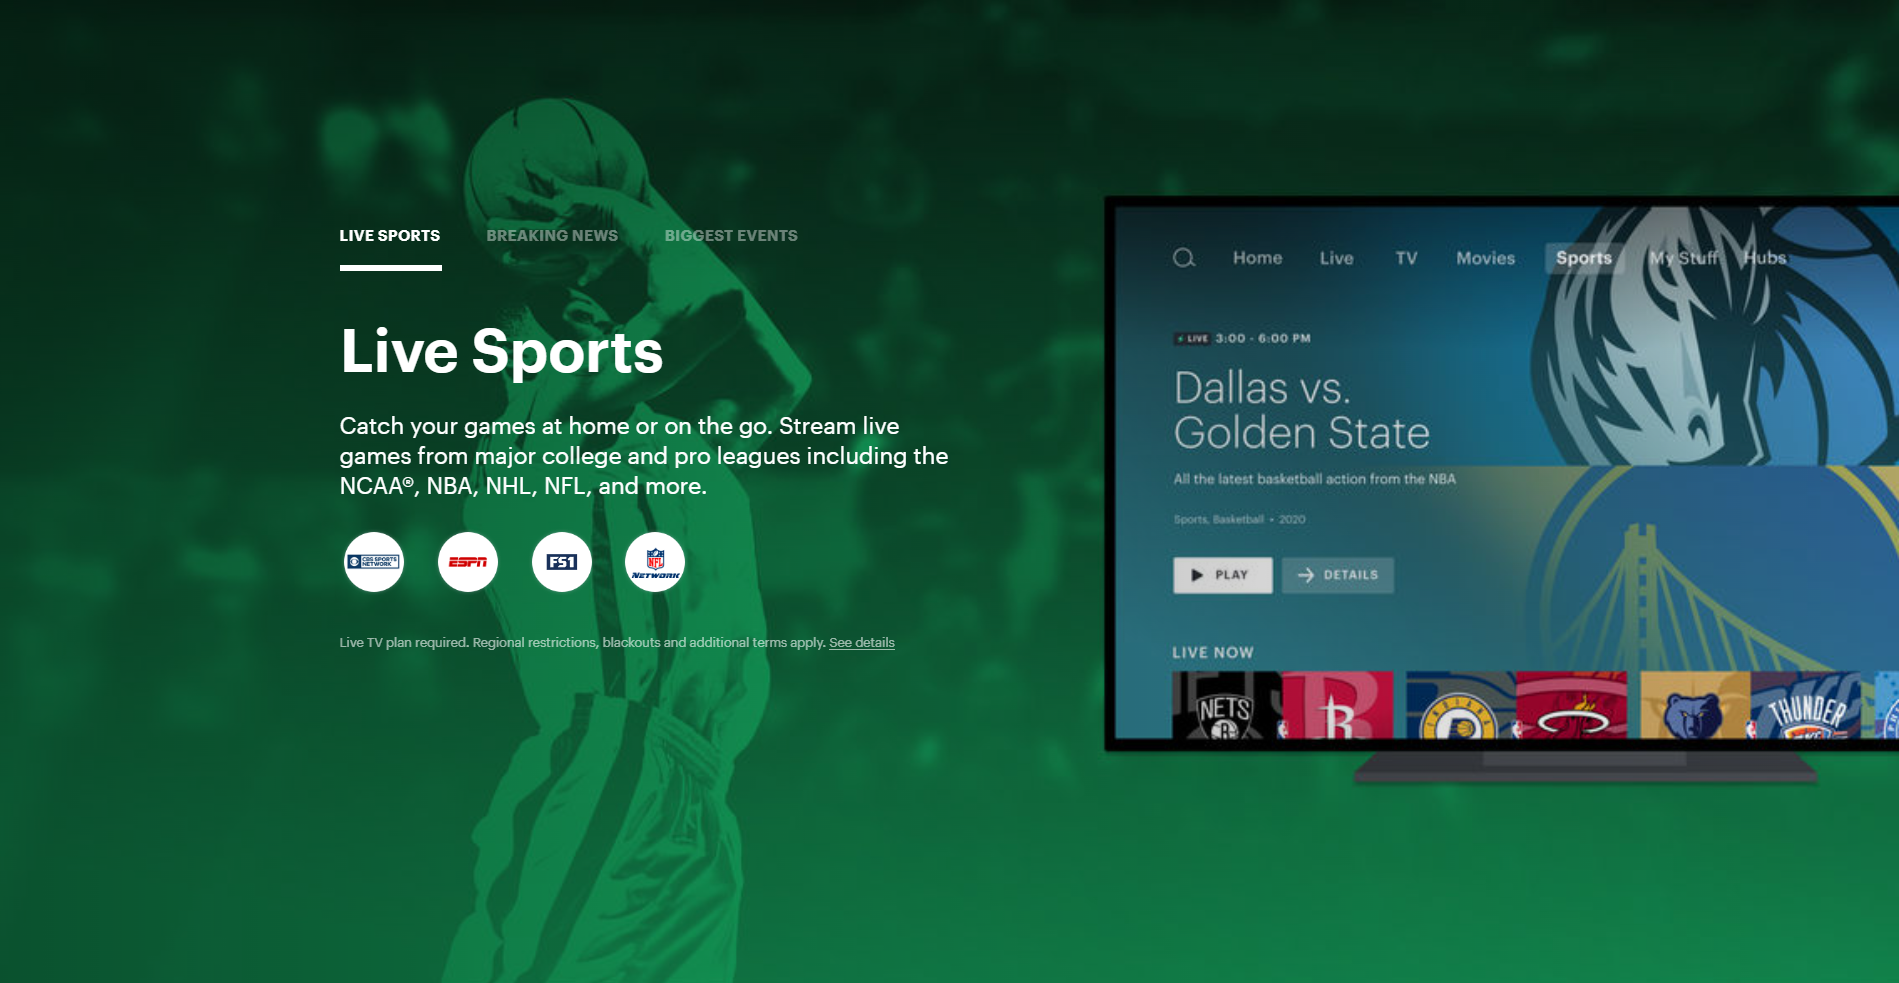 LIVE SPORTS BREAKING NEWS BIGGEST EVENTS
Live Sports
Catch your games at home or on the go. Stream live
games from major college and pro leagues including the
NCAA®, NBA, NHL, NFL, and more.
CBS SPORTS
NETWORK
ESPN
FS1
NFL
NETWORK
Live TV plan required. Regional restrictions, blackouts and additional terms apply. See details
Home Live TV Movies Sports My Stuff Hubs
LIVE 3:00 - 6:00 PM
Dallas vs.
Golden State
All the latest basketball action from the NBA
Sports, Basketball • 2020
PLAY DETAILS
LIVE NOW
NETS
B
R
INDIANA
THUNDER